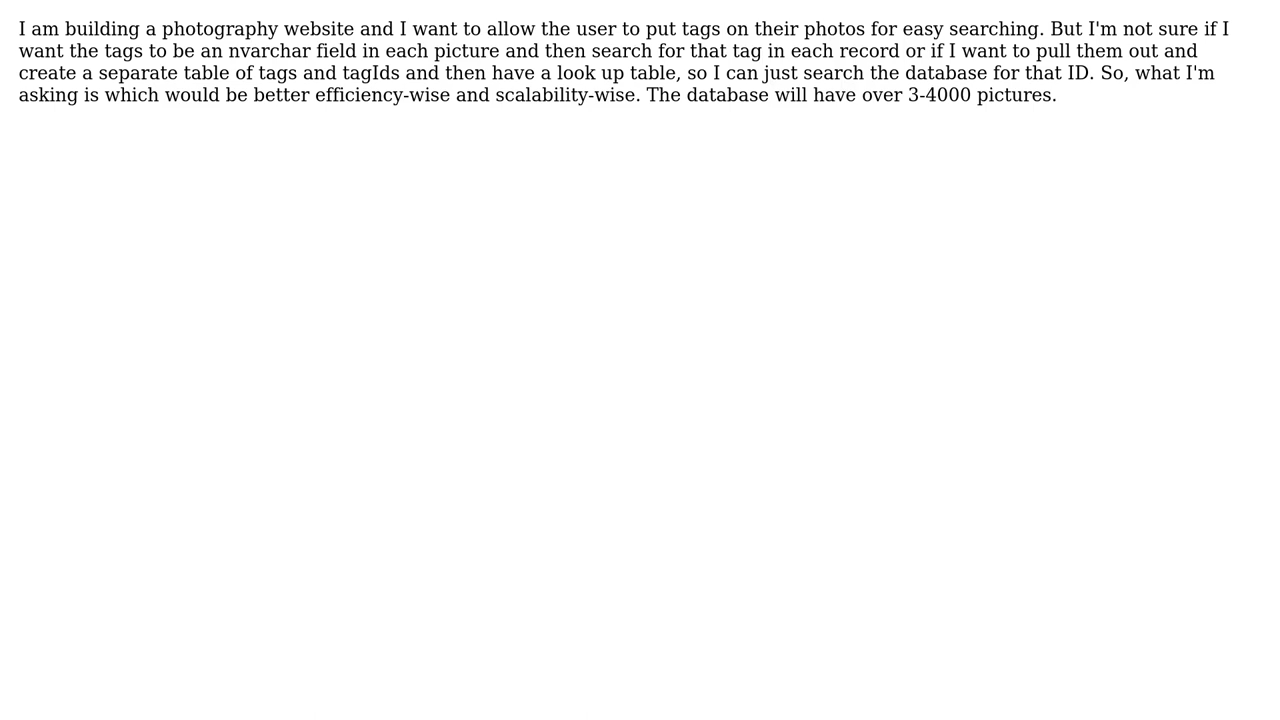 I am building a photography website and I want to allow the user to put tags on their photos for easy searching. But I'm not sure if I
want the tags to be an nvarchar field in each picture and then search for that tag in each record or if I want to pull them out and
create a separate table of tags and tagIds and then have a look up table, so I can just search the database for that ID. So, what I'm
asking is which would be better efficiency-wise and scalability-wise. The database will have over 3-4000 pictures.